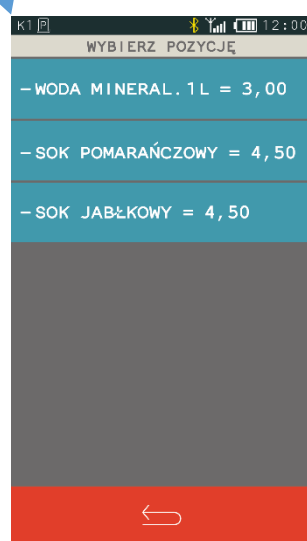 K1 P 12:00
WYBIERZ POZYCJĘ
-WODA MINERAL.1L = 3,00
-SOK POMARAŃCZOWY = 4,50
-SOK JABŁKOWY = 4,50